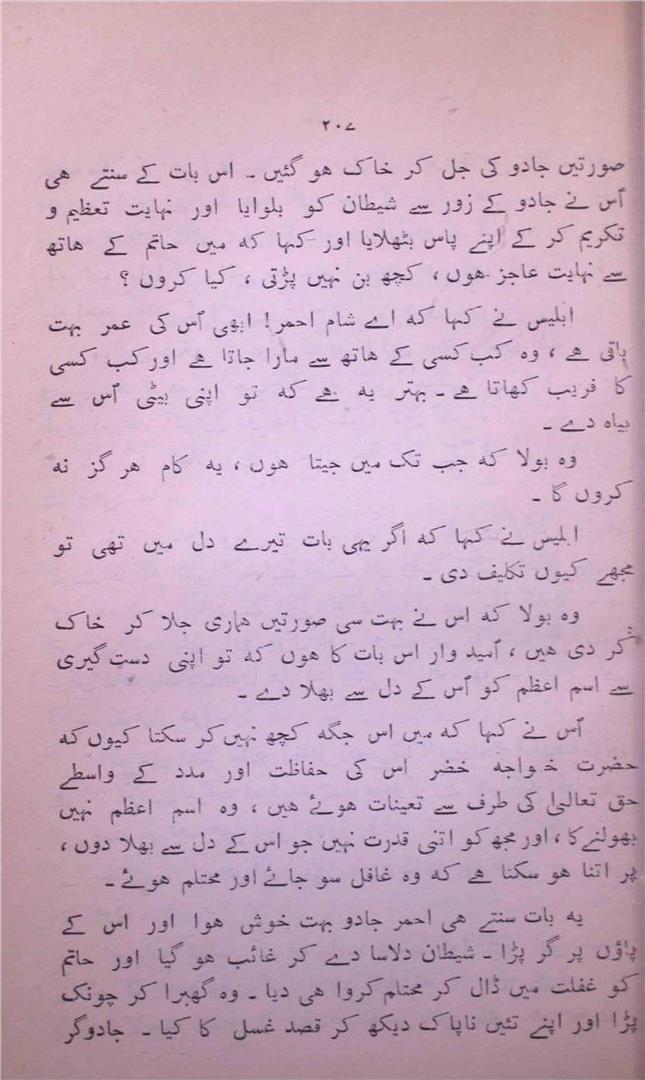 ۲۰۷
صورتیں جادو کی جل کر خاک ہو گئیں ۔ اس بات کے سنتے ہی
اُس نے جادو کے زور سے شیطان کو بلوایا اور نہایت تعظیم و
تکریم کر کے اپنے پاس بٹھلایا اور کہا کہ میں حاتم کے ہاتھ
سے نہایت عاجز ہوں ، کچھ بن نہیں پڑتی ، کیا کروں ؟
ابلیس نے کہا کہ اے شام احمر! ابھی اُس کی عمر بہت
باقی ہے ، وہ کب کسی کے ہاتھ سے مارا جاتا ہے اور کب کسی
کا فریب کھاتا ہے ۔ بہتر یہ ہے کہ تو اپنی بیٹی اُس سے
بیاہ دے ۔
وہ بولا کہ جب تک میں جیتا ہوں ، یہ کام ہر گز نہ
کروں گا ۔
ابلیس نے کہا کہ اگر یہی بات تیرے دل میں تھی تو
مجھے کیوں تکلیف دی ۔
وہ بولا کہ اس نے بہت سی صورتیں ہماری جلا کر خاک
کر دی ہیں ، اُمید وار اس بات کا ہوں کہ تو اپنی دست گیری
سے اسم اعظم کو اُس کے دل سے بھلا دے ۔
اُس نے کہا کہ میں اس جگہ کچھ نہیں کر سکتا کیوں کہ
حضرت خواجہ خضر اس کی حفاظت اور مدد کے واسطے
حق تعالیٰ کی طرف سے تعینات ہوئے ہیں ، وہ اسم اعظم نہیں
بھولنے کا ، اور مجھ کو اتنی قدرت نہیں جو اس کے دل سے بھلا دوں ،
پر اتنا ہو سکتا ہے کہ وہ غافل سو جائے اور محتلم ہوئے ۔
یہ بات سنتے ہی احمر جادو بہت خوش ہوا اور اس کے
پاؤں پر گر پڑا ۔ شیطان دلاسا دے کر غائب ہو گیا اور حاتم
کو غفلت میں ڈال کر محتلم کروا ہی دیا ۔ وہ گھبرا کر چونک
پڑا اور اپنے تئیں ناپاک دیکھ کر قصد غسل کا کیا ۔ جادوگر